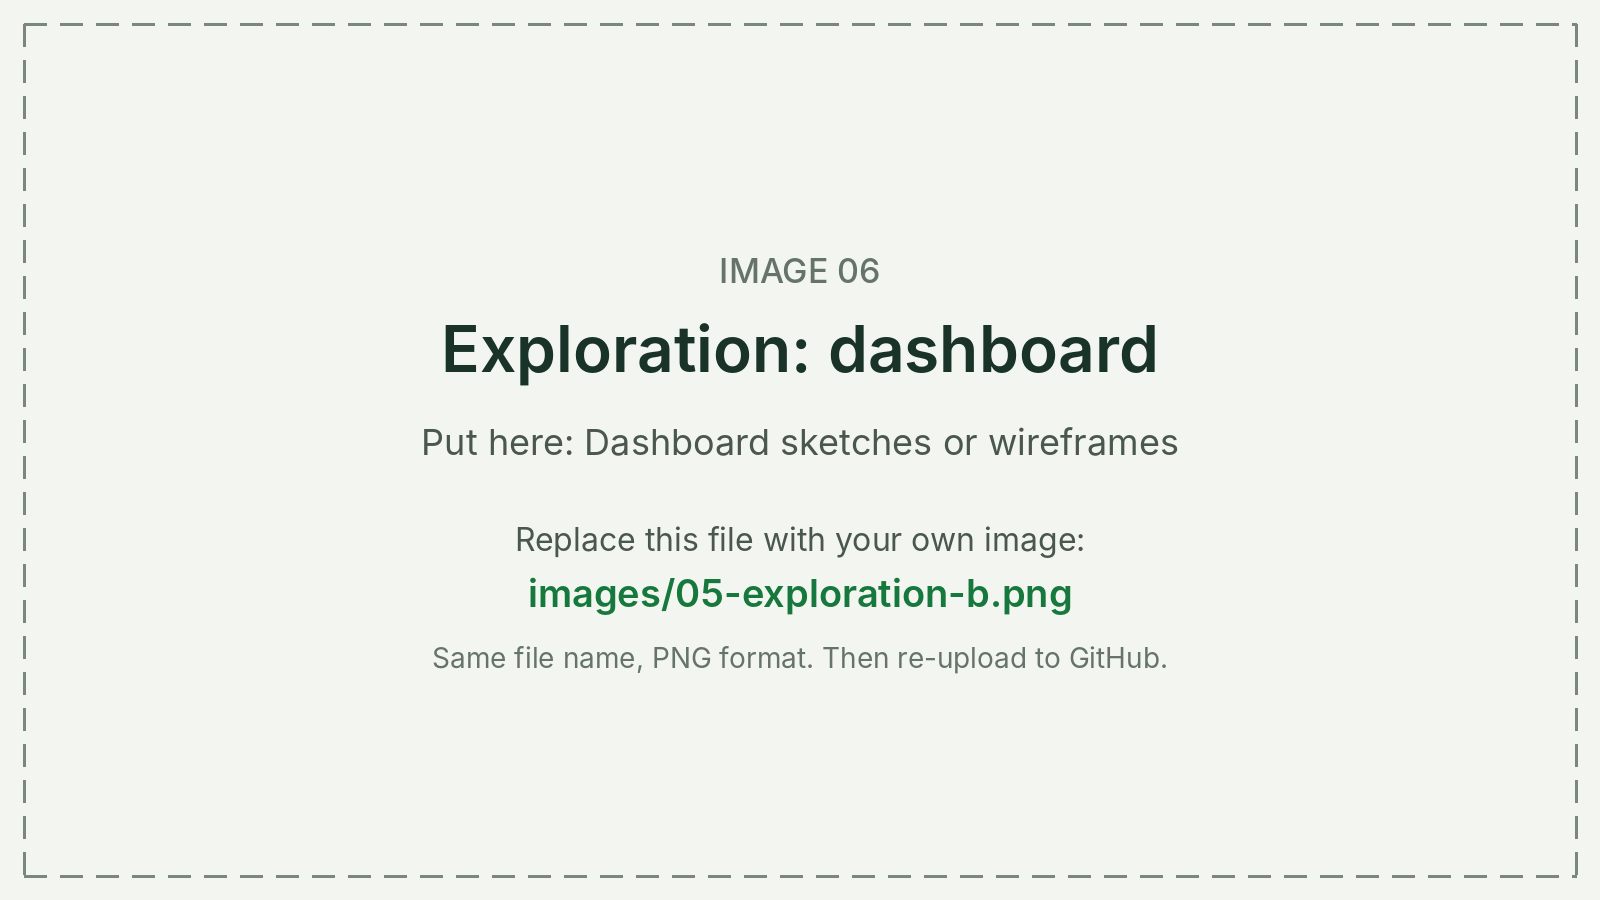 IMAGE 06
Exploration: dashboard
Put here: Dashboard sketches or wireframes
Replace this file with your own image:
images/05-exploration-b.png
Same file name, PNG format. Then re-upload to GitHub.